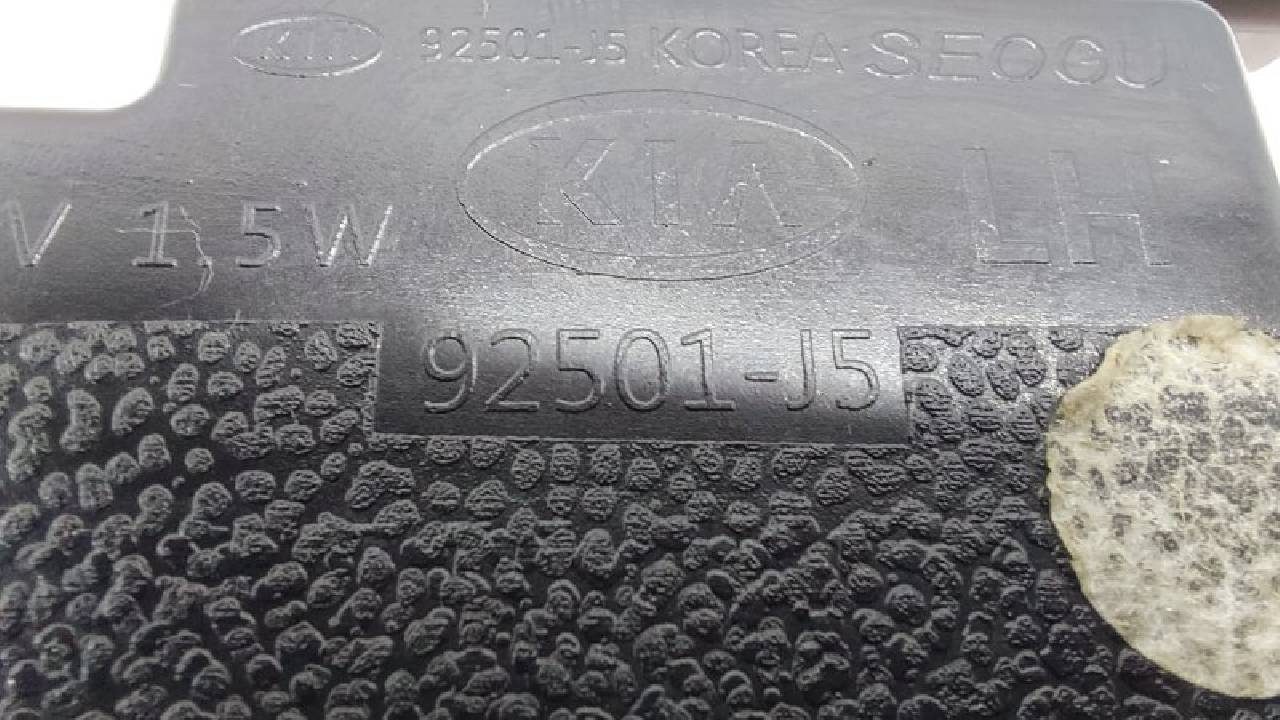 KIA 92501-J5 KOREA SEOGU
V 1,5W KIA LH
92501-J5